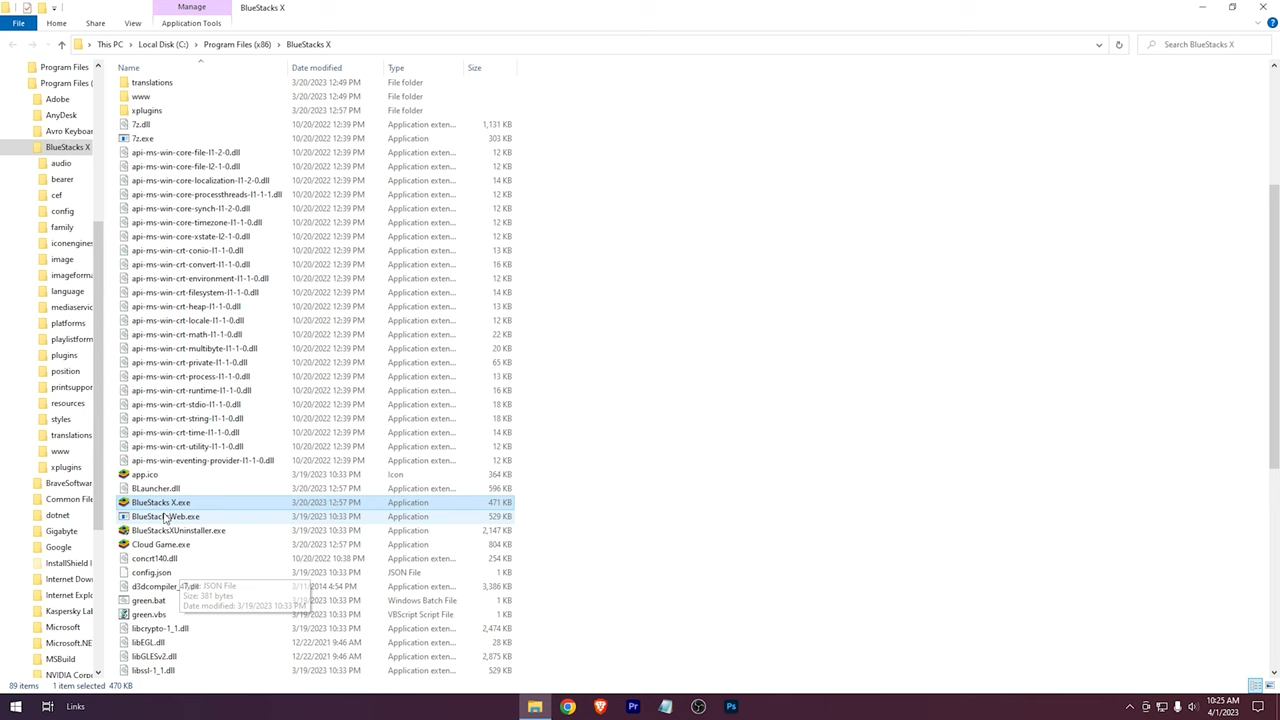 Manage
BlueStacks X
File
Home
Share
View
Application Tools
This PC
Local Disk (C:)
Program Files (x86)
BlueStacks X
Search BlueStacks X
Name
Date modified
Type
Size
Program Files
Program Files (
Adobe
AnyDesk
Avro Keyboar
BlueStacks X
audio
bearer
cef
config
family
iconengines
image
imageforma
language
mediaservic
platforms
playlistform
plugins
position
printsuppor
resources
styles
translations
www
xplugins
BraveSoftwar
Common File
dotnet
Gigabyte
Google
InstallShield I
Internet Dow
Internet Explo
Kaspersky Lab
Microsoft
Microsoft.NE
MSBuild
NVIDIA Corp
translations 3/20/2023 12:49 PM File folder
www 3/20/2023 12:49 PM File folder
xplugins 3/20/2023 12:57 PM File folder
7z.dll 10/20/2022 12:39 PM Application exten... 1,131 KB
7z.exe 10/20/2022 12:39 PM Application 303 KB
api-ms-win-core-file-l1-2-0.dll 10/20/2022 12:39 PM Application exten... 12 KB
api-ms-win-core-file-l2-1-0.dll 10/20/2022 12:39 PM Application exten... 12 KB
api-ms-win-core-localization-l1-2-0.dll 10/20/2022 12:39 PM Application exten... 14 KB
api-ms-win-core-processthreads-l1-1-1.dll 10/20/2022 12:39 PM Application exten... 12 KB
api-ms-win-core-synch-l1-2-0.dll 10/20/2022 12:39 PM Application exten... 12 KB
api-ms-win-core-timezone-l1-1-0.dll 10/20/2022 12:39 PM Application exten... 12 KB
api-ms-win-core-xstate-l2-1-0.dll 10/20/2022 12:39 PM Application exten... 12 KB
api-ms-win-crt-conio-l1-1-0.dll 10/20/2022 12:39 PM Application exten... 13 KB
api-ms-win-crt-convert-l1-1-0.dll 10/20/2022 12:39 PM Application exten... 16 KB
api-ms-win-crt-environment-l1-1-0.dll 10/20/2022 12:39 PM Application exten... 12 KB
api-ms-win-crt-filesystem-l1-1-0.dll 10/20/2022 12:39 PM Application exten... 14 KB
api-ms-win-crt-heap-l1-1-0.dll 10/20/2022 12:39 PM Application exten... 13 KB
api-ms-win-crt-locale-l1-1-0.dll 10/20/2022 12:39 PM Application exten... 12 KB
api-ms-win-crt-math-l1-1-0.dll 10/20/2022 12:39 PM Application exten... 22 KB
api-ms-win-crt-multibyte-l1-1-0.dll 10/20/2022 12:39 PM Application exten... 20 KB
api-ms-win-crt-private-l1-1-0.dll 10/20/2022 12:39 PM Application exten... 65 KB
api-ms-win-crt-process-l1-1-0.dll 10/20/2022 12:39 PM Application exten... 13 KB
api-ms-win-crt-runtime-l1-1-0.dll 10/20/2022 12:39 PM Application exten... 16 KB
api-ms-win-crt-stdio-l1-1-0.dll 10/20/2022 12:39 PM Application exten... 18 KB
api-ms-win-crt-string-l1-1-0.dll 10/20/2022 12:39 PM Application exten... 18 KB
api-ms-win-crt-time-l1-1-0.dll 10/20/2022 12:39 PM Application exten... 14 KB
api-ms-win-crt-utility-l1-1-0.dll 10/20/2022 12:39 PM Application exten... 12 KB
api-ms-win-eventing-provider-l1-1-0.dll 10/20/2022 12:39 PM Application exten... 12 KB
app.ico 3/19/2023 10:33 PM Icon 364 KB
BLauncher.dll 3/20/2023 12:57 PM Application exten... 596 KB
BlueStacks X.exe 3/20/2023 12:57 PM Application 471 KB
3/19/2023 10:33 PM Application 529 KB
BlueStacksXUninstaller.exe 3/19/2023 10:33 PM Application 2,147 KB
Cloud Game.exe 3/20/2023 12:57 PM Application 804 KB
concrt140.dll 10/20/2022 10:38 PM Application exten... 254 KB
config.json 3/19/2023 10:33 PM JSON File 1 KB
3/11/2014 4:54 PM Application exten... 3,386 KB
JSON File
Size: 381 bytes
Date modified: 3/19/2023 10:33 PM
green.bat Windows Batch File 1 KB
green.vbs 3/19/2023 10:33 PM VBScript Script File 1 KB
libcrypto-1_1.dll 3/19/2023 10:33 PM Application exten... 2,474 KB
libEGL.dll 12/22/2021 9:46 AM Application exten... 28 KB
libGLESv2.dll 12/22/2021 9:46 AM Application exten... 2,875 KB
libssl-1_1.dll 3/19/2023 10:33 PM Application exten... 529 KB
89 items 1 item selected 470 KB
Links
10:25 AM
4/1/2023